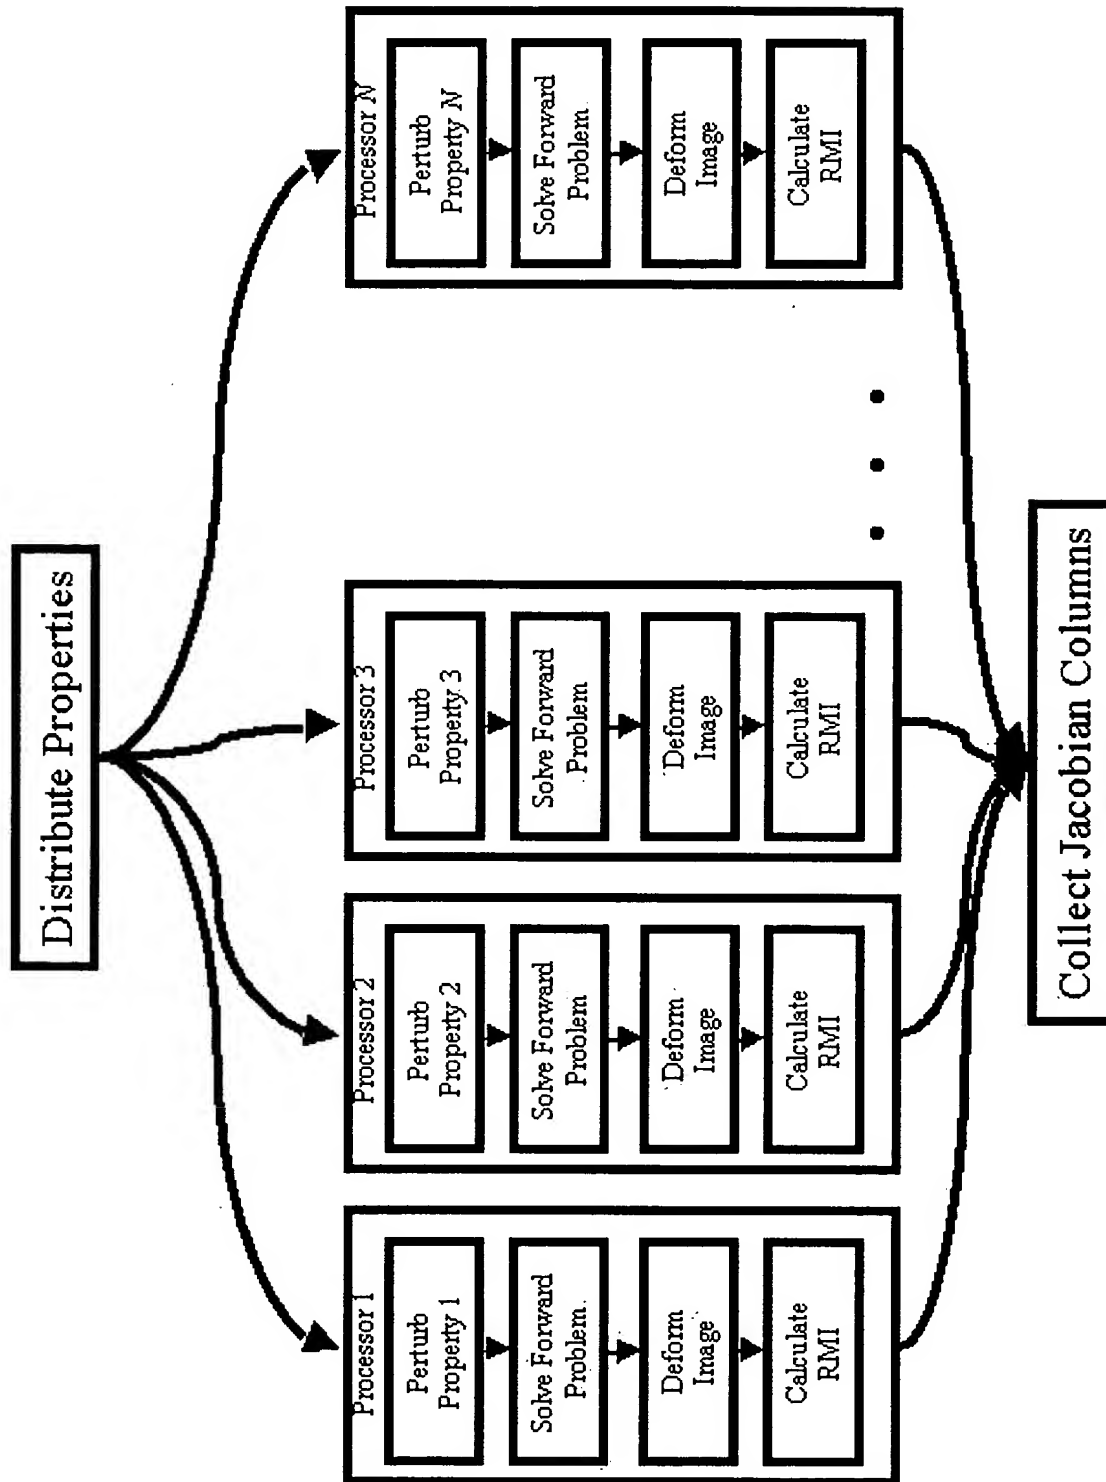 Distribute Properties
Processor 1
Perturb
Property 1
Solve Forward
Problem.
Deform
Image
Calculate
RMI
Processor 2
Perturb
Property 2
Solve Forward
Problem
Deform
Image
Calculate
RMI
Processor 3
Perturb
Property 3
Solve Forward
Problem
Deform
Image
Calculate
RMI
Processor N
Perturb
Property N
Solve Forward
Problem.
Deform
Image
Calculate
RMI
Collect Jacobian Columns